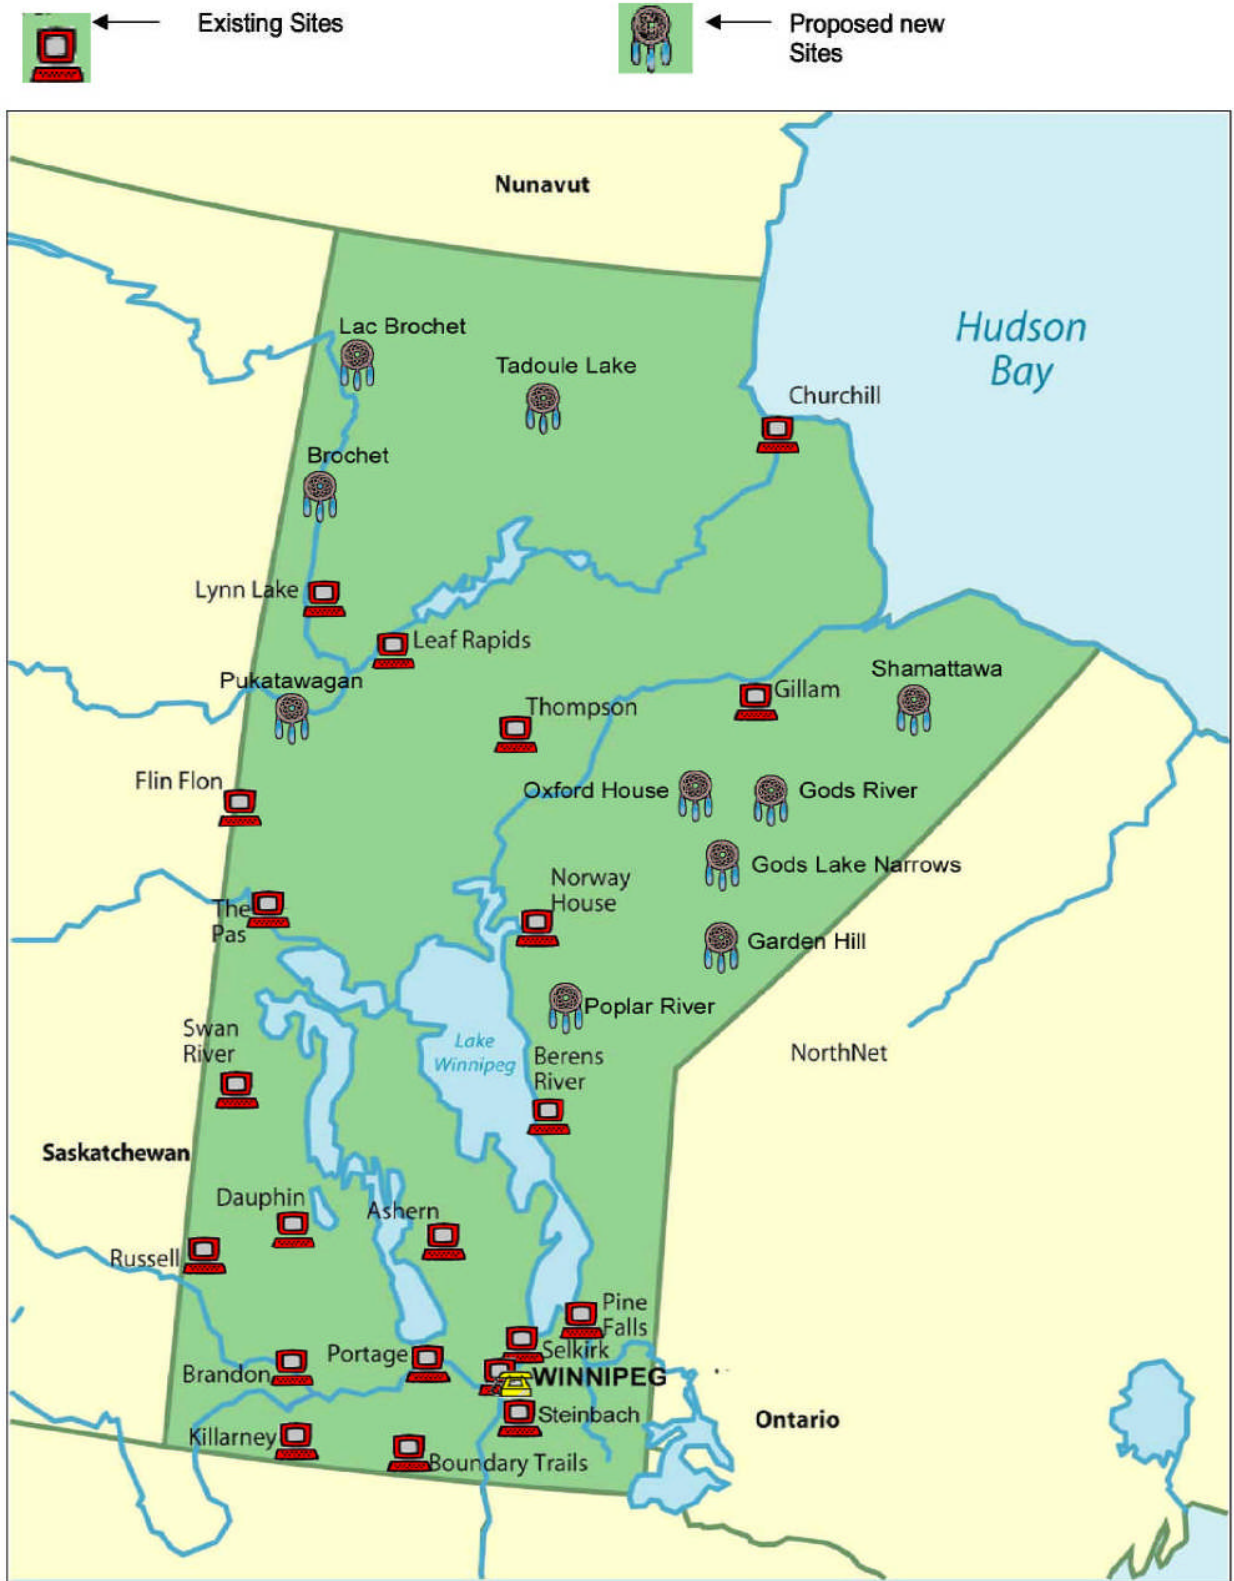 Existing Sites
Proposed new
Sites
Nunavut
Hudson
Bay
Lac Brochet
Tadoule Lake
Churchill
Brochet
Lynn Lake
Leaf Rapids
Pukatawagan
Shamattawa
Gillam
Thompson
Flin Flon
Oxford House
Gods River
Gods Lake Narrows
Norway
House
The
Pas
Garden Hill
Poplar River
Swan
River
Lake
Winnipeg
Berens
River
NorthNet
Saskatchewan
Dauphin
Ashern
Russell
Pine
Falls
Selkirk
Portage
Brandon
WINNIPEG
Steinbach
Ontario
Killarney
Boundary Trails